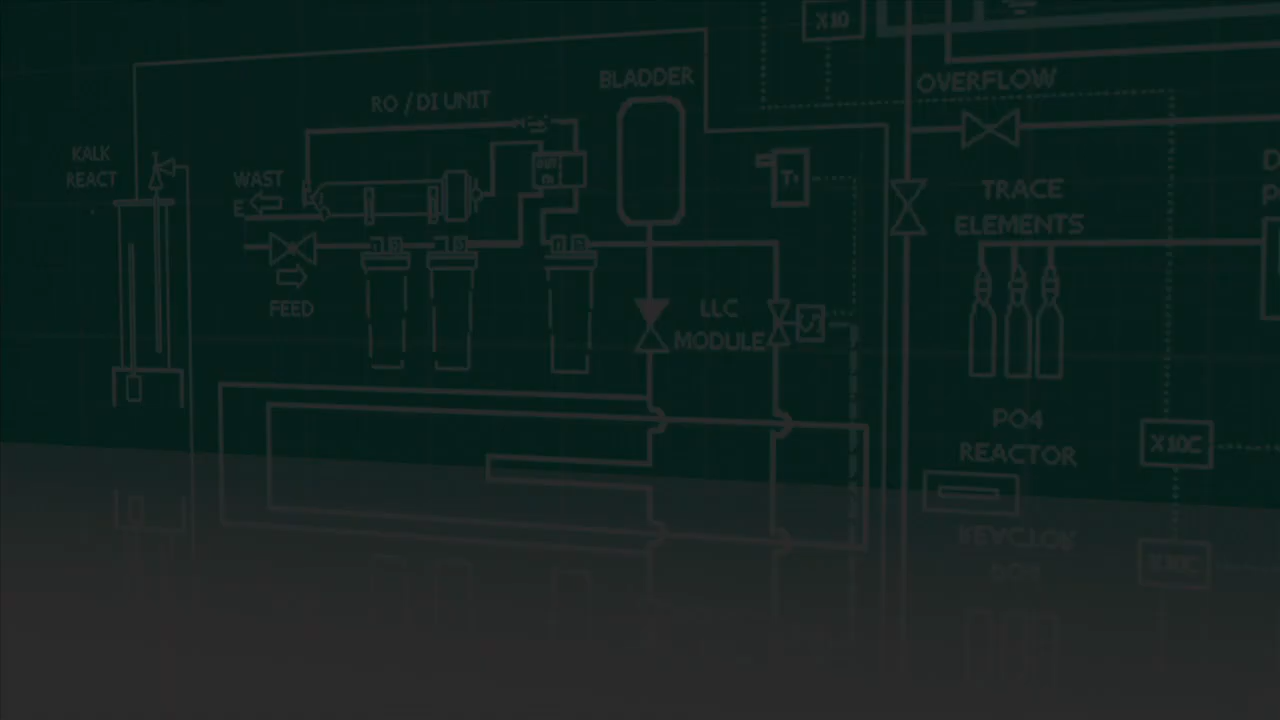 X10
OVERFLOW
BLADDER
RO / DI UNIT
KALK
REACT
WAST
E
TRACE
ELEMENTS
FEED
LLC
MODULE
PO4
REACTOR
X10C